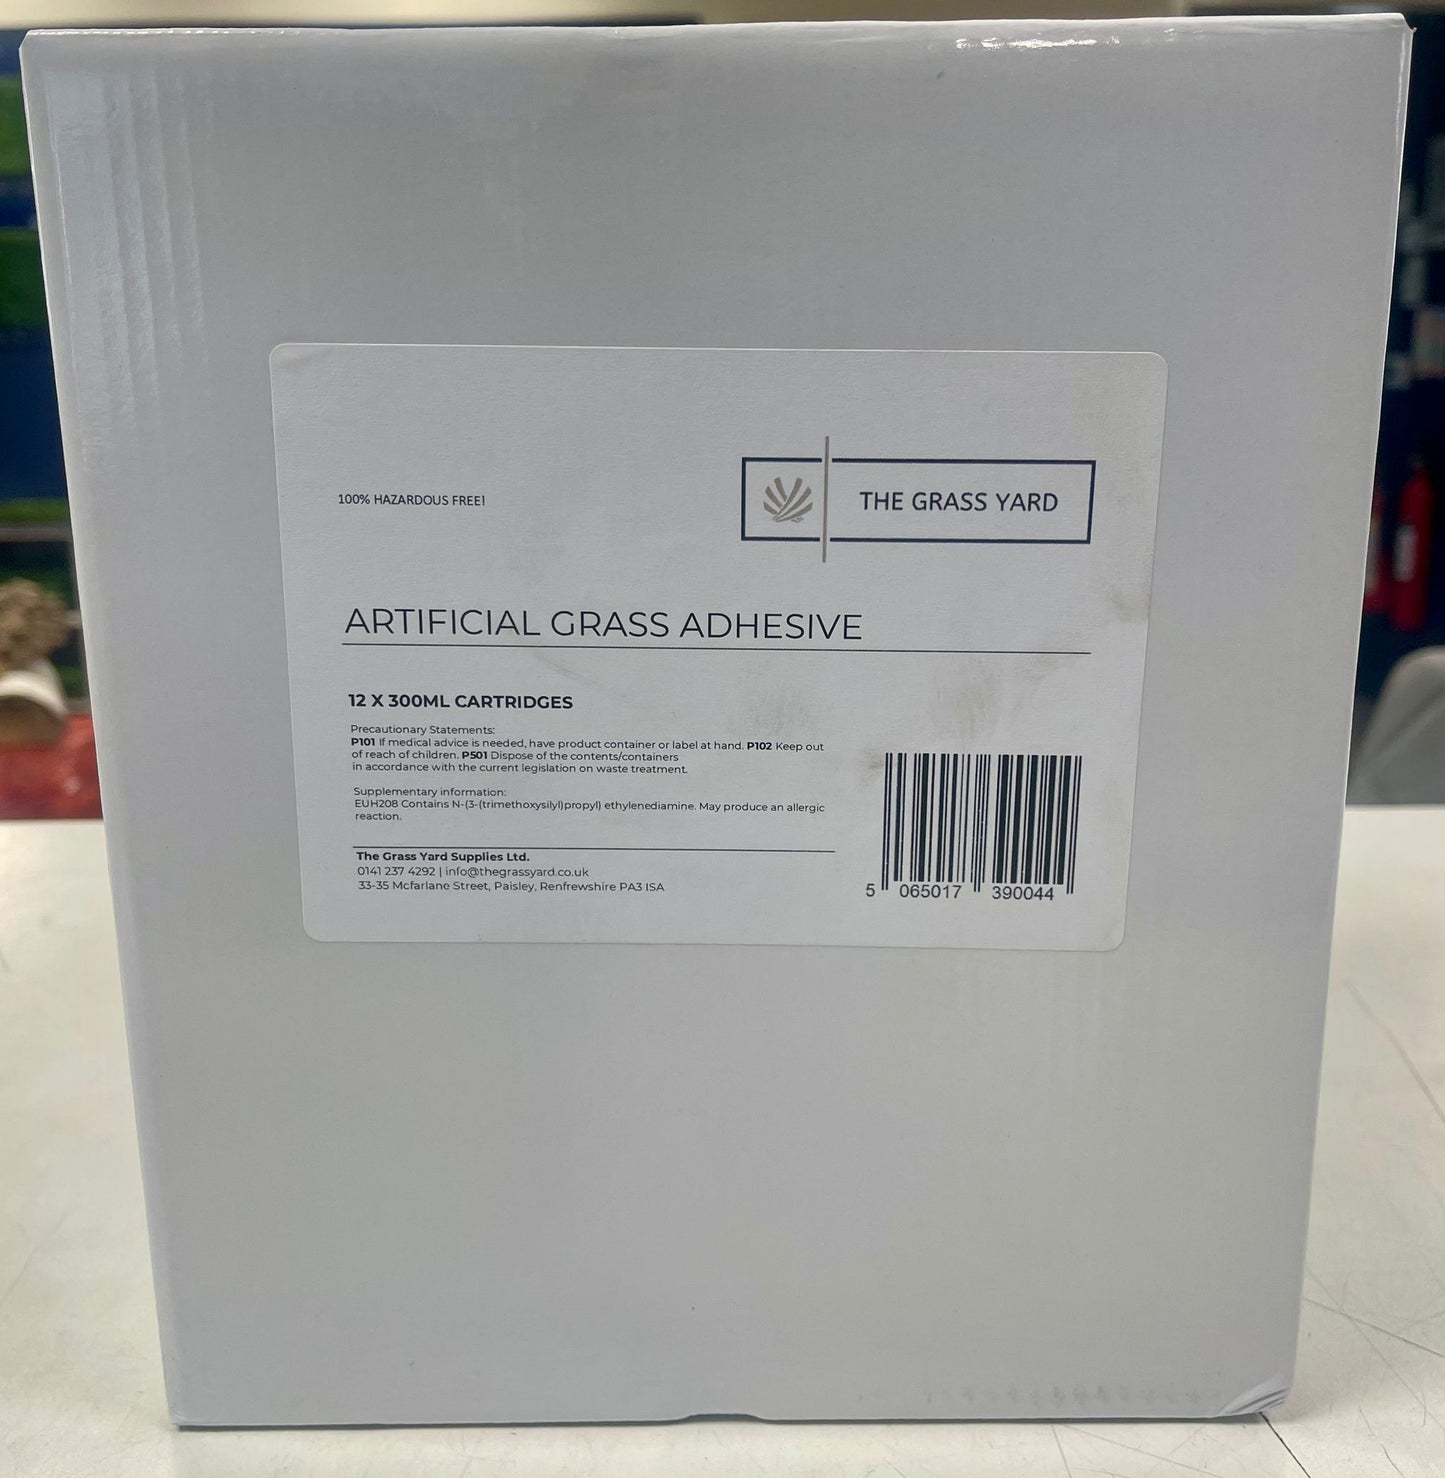 100% HAZARDOUS FREE!
THE GRASS YARD
ARTIFICIAL GRASS ADHESIVE
12 X 300ML CARTRIDGES
Precautionary Statements:
P101 If medical advice is needed, have product container or label at hand. P102 Keep out
of reach of children. P501 Dispose of the contents/containers
in accordance with the current legislation on waste treatment.
Supplementary information:
EUH208 Contains N-(3-(trimethoxysilyl)propyl) ethylenediamine. May produce an allergic
reaction.
The Grass Yard Supplies Ltd.
0141 237 4292 | info@thegrassyard.co.uk
33-35 Mcfarlane Street, Paisley, Renfrewshire PA3 1SA
5 065017 390044